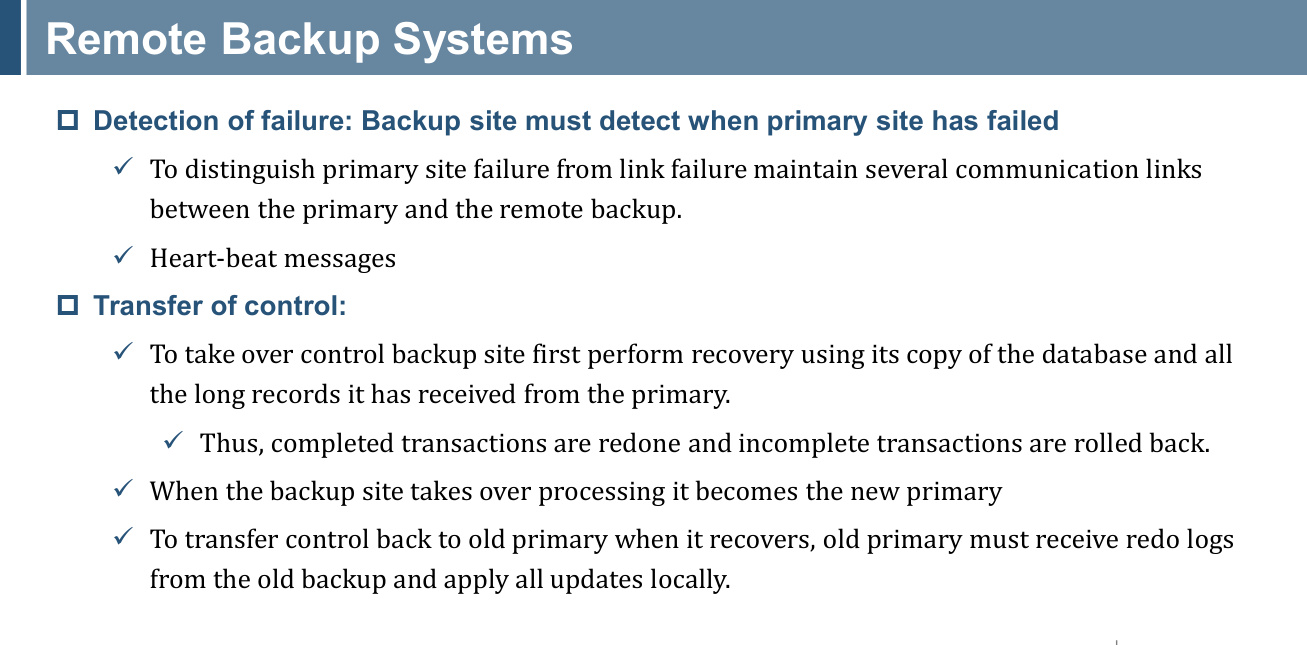 Remote Backup Systems
Detection of failure: Backup site must detect when primary site has failed
To distinguish primary site failure from link failure maintain several communication links
between the primary and the remote backup.
Heart-beat messages
Transfer of control:
To take over control backup site first perform recovery using its copy of the database and all
the long records it has received from the primary.
Thus, completed transactions are redone and incomplete transactions are rolled back.
When the backup site takes over processing it becomes the new primary
To transfer control back to old primary when it recovers, old primary must receive redo logs
from the old backup and apply all updates locally.